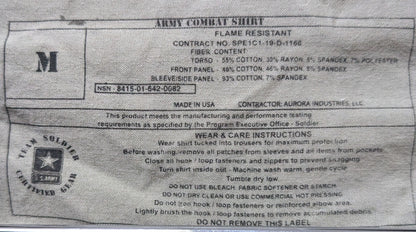 ARMY COMBAT SHIRT
FLAME RESISTANT
CONTRACT NO. SPE1C1-19-D-1166
FIBER CONTENT
TORSO - 55% COTTON, 30% RAYON, 8% SPANDEX, 7% POLYESTER
FRONT PANEL - 48% COTTON, 46% RAYON, 6% SPANDEX
SLEEVE/SIDE PANEL - 93% COTTON, 7% SPANDEX
M
NSN - 8415-01-642-0082
MADE IN USA CONTRACTOR: AURORA INDUSTRIES LLC
This product meets the manufacturing and performance testing
requirements as specified by the Program Executive Office - Soldier.
TEAM SOLDIER
U.S. ARMY
CERTIFIED GEAR
WEAR & CARE INSTRUCTIONS
Wear shirt tucked into trousers for maximum protection
Before washing, remove all patches from sleeves and all items from pockets
Close all hook / loop fasteners and zippers to prevent snagging
Turn shirt inside out - Machine wash warm, gentle cycle
Tumble dry low
DO NOT USE BLEACH, FABRIC SOFTENER OR STARCH
DO NOT DRY CLEAN OR USE COMMERCIAL HOT PRESSING
Do not iron hook / loop fasteners or reinforced elbow area.
Lightly brush the hook / loop fasteners to remove accumulated debris.
DO NOT REMOVE THIS LABEL